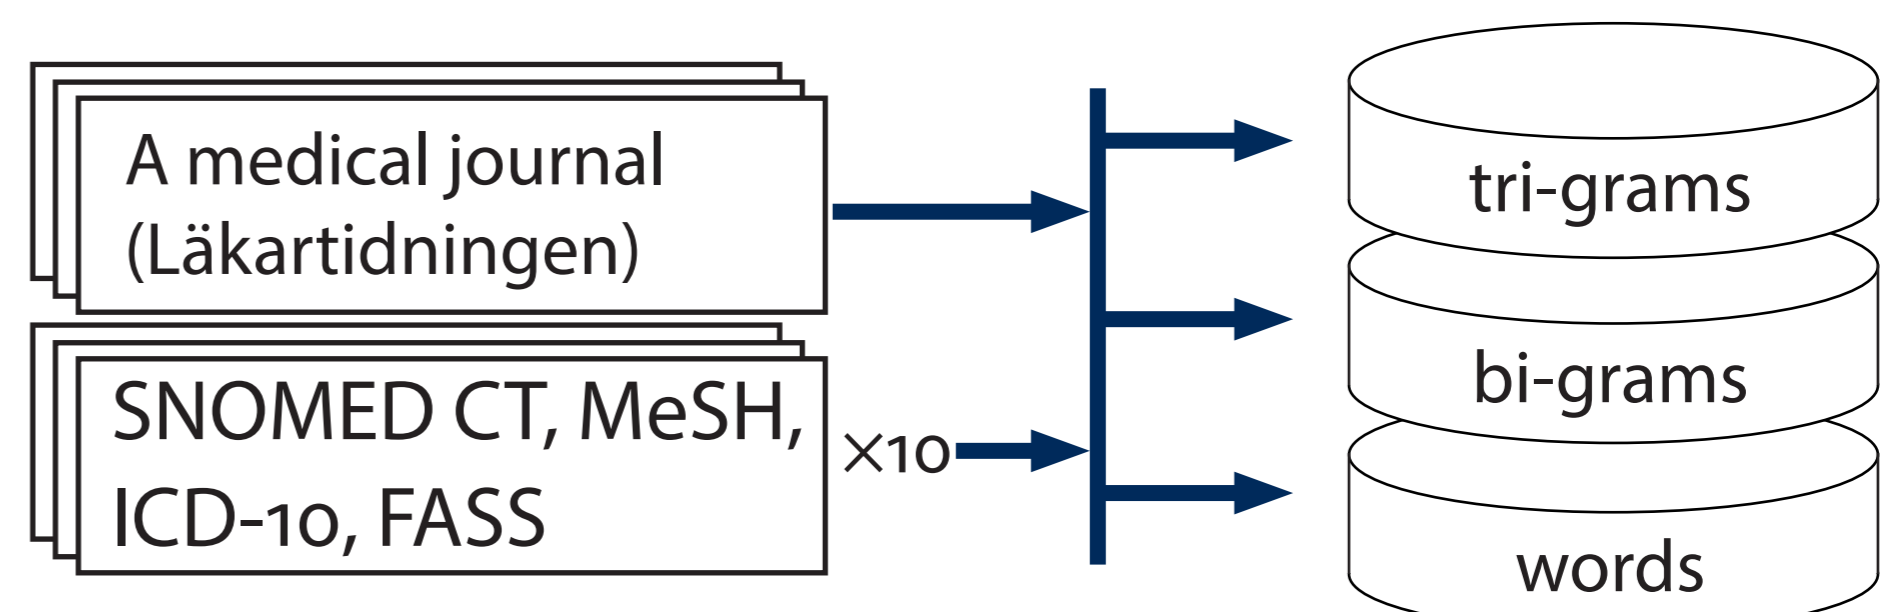 A medical journal
(Läkartidningen)
SNOMED CT, MeSH,
ICD-10, FASS
×10
tri-grams
bi-grams
words